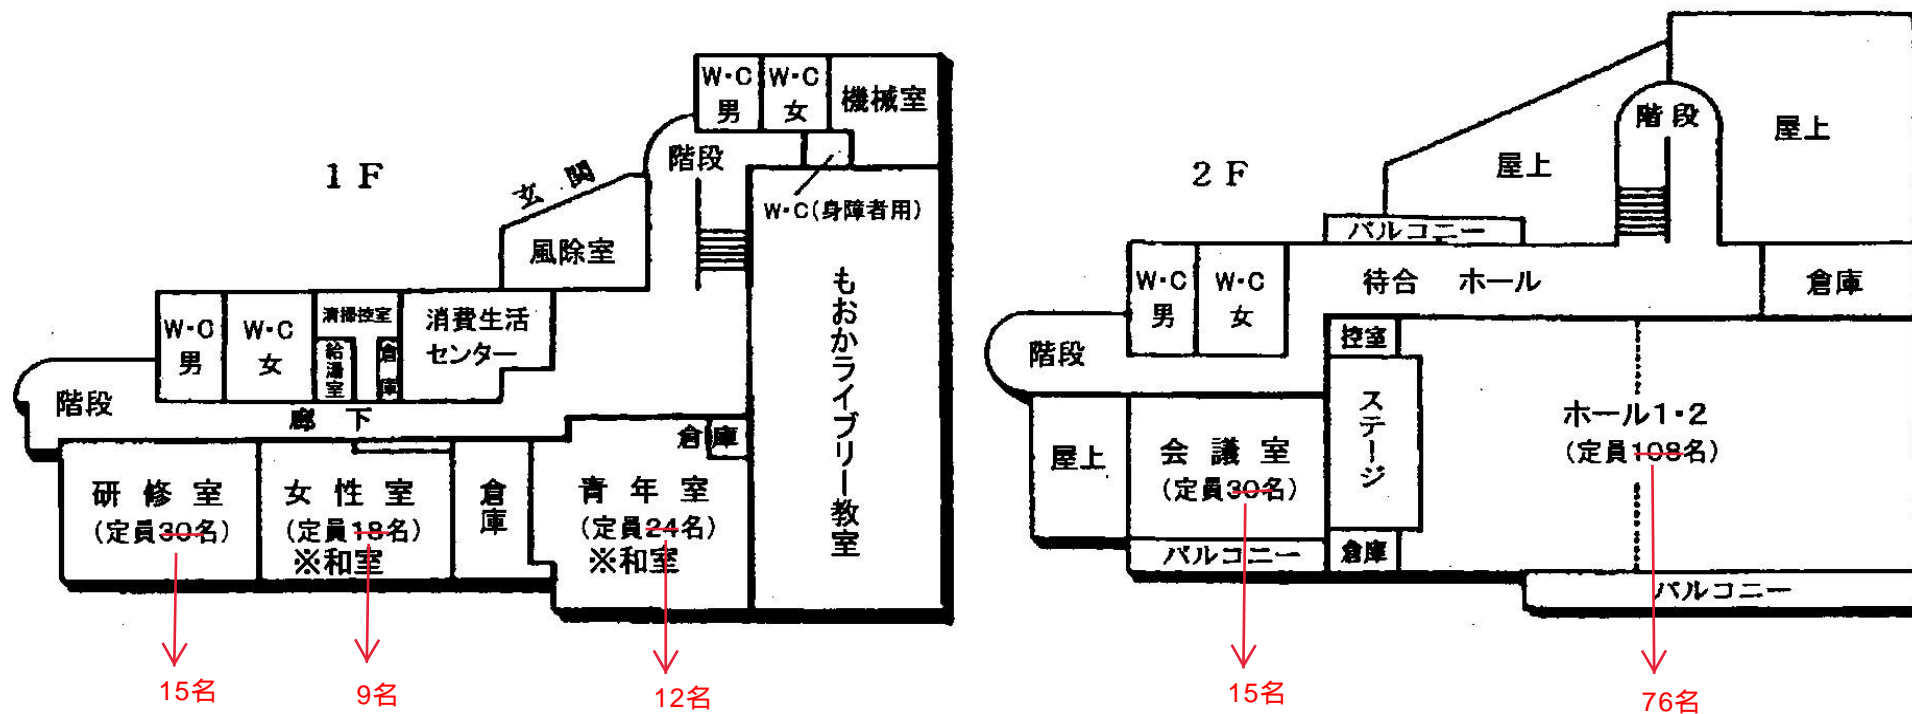 1F
W・C
男
W・C
女
機械室
階段
玄関
W・C(身障者用)
風除室
もおかライブリー教室
W・C
男
W・C
女
清掃控室
給湯室
倉庫
消費生活
センター
階段
廊下
倉庫
研修室
(定員30名)
女性室
(定員18名)
※和室
倉庫
青年室
(定員24名)
※和室
15名
9名
12名
2F
階段
屋上
屋上
バルコニー
W・C
男
W・C
女
待合 ホール
倉庫
階段
控室
ステージ
ホール1・2
(定員108名)
屋上
会議室
(定員30名)
バルコニー
倉庫
バルコニー
15名
76名